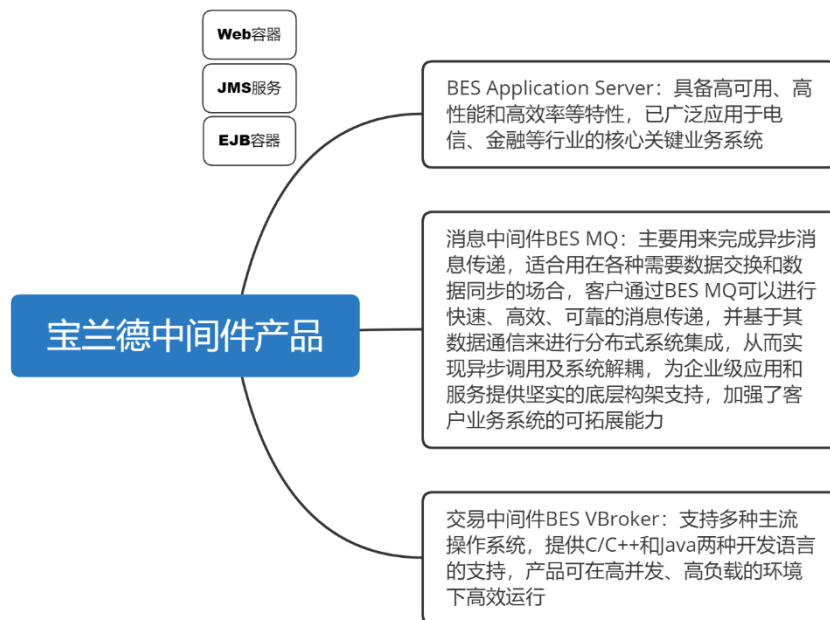 Web容器
JMS服务
EJB容器
BES Application Server：具备高可用、高
性能和高效率等特性，已广泛应用于电
信、金融等行业的核心关键业务系统
消息中间件BES MQ：主要用来完成异步消
息传递，适合用在各种需要数据交换和数
据同步的场合，客户通过BES MQ可以进行
快速、高效、可靠的消息传递，并基于其
数据通信来进行分布式系统集成，从而实
现异步调用及系统解耦，为企业级应用和
服务提供坚实的底层构架支持，加强了客
户业务系统的可拓展能力
宝兰德中间件产品
交易中间件BES VBroker：支持多种主流
操作系统，提供C/C++和Java两种开发语言
的支持，产品可在高并发、高负载的环境
下高效运行